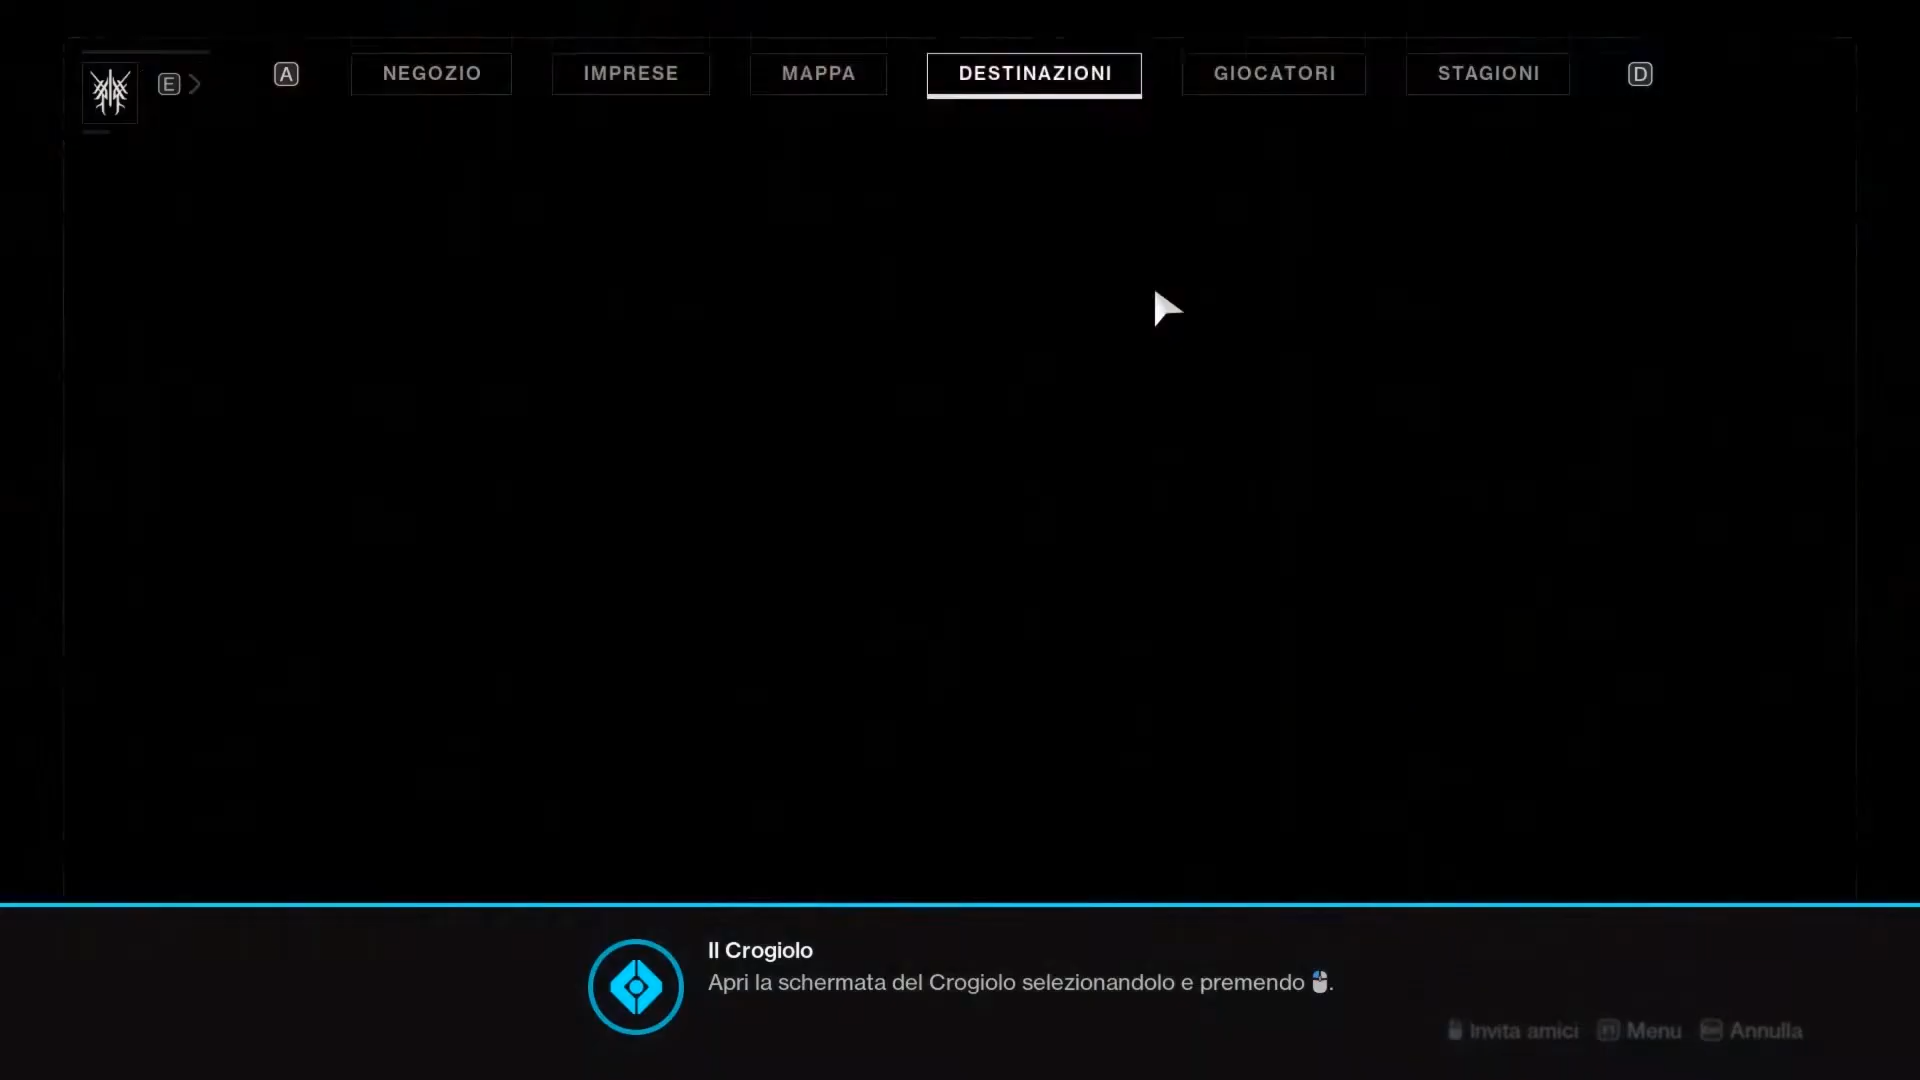 E
A
NEGOZIO
IMPRESE
MAPPA
DESTINAZIONI
GIOCATORI
STAGIONI
D
Il Crogiolo
Apri la schermata del Crogiolo selezionandolo e premendo .
Invita amici
F1 Menu
Annulla